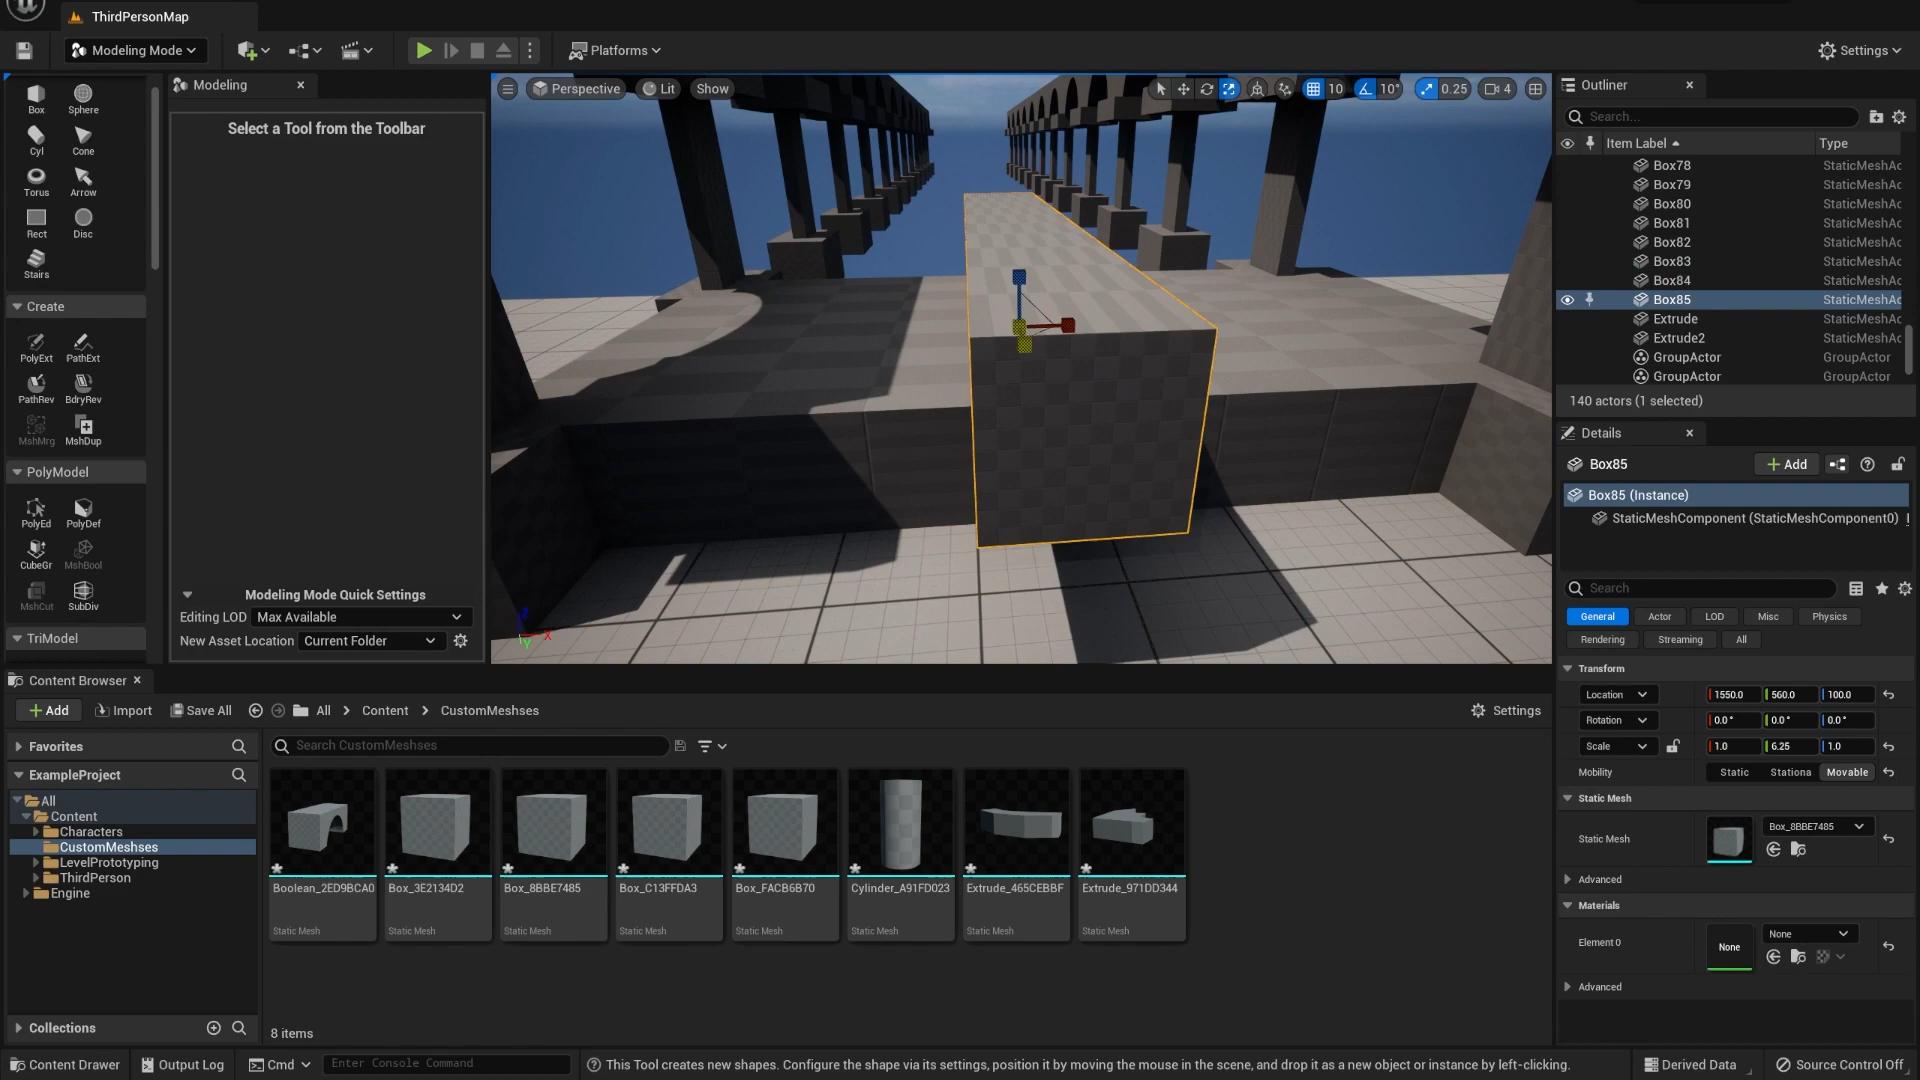 ThirdPersonMap
Modeling Mode
Platforms
Settings
Box
Sphere
Cyl
Cone
Torus
Arrow
Rect
Disc
Stairs
Create
PolyExt
PathExt
PathRev
BdryRev
MshMrg
MshDup
PolyModel
PolyEd
PolyDef
CubeGr
MshBool
MshCut
SubDiv
TriModel
Modeling
Select a Tool from the Toolbar
Modeling Mode Quick Settings
Editing LOD
Max Available
New Asset Location
Current Folder
Perspective
Lit
Show
10
10°
0.25
4
Z
X
Y
Outliner
Search...
Item Label
Type
Box78 StaticMeshAc
Box79 StaticMeshAc
Box80 StaticMeshAc
Box81 StaticMeshAc
Box82 StaticMeshAc
Box83 StaticMeshAc
Box84 StaticMeshAc
Box85 StaticMeshAc
Extrude StaticMeshAc
Extrude2 StaticMeshAc
GroupActor GroupActor
GroupActor GroupActor
140 actors (1 selected)
Details
Box85
Add
Box85 (Instance)
StaticMeshComponent (StaticMeshComponent0)
Search
General
Actor
LOD
Misc
Physics
Rendering
Streaming
All
Transform
Location 1550.0 560.0 100.0
Rotation 0.0° 0.0° 0.0°
Scale 1.0 6.25 1.0
Mobility Static Stationa Movable
Static Mesh
Static Mesh
Box_8BBE7485
Advanced
Materials
Element 0
None
None
Advanced
Content Browser
Add
Import
Save All
All
Content
CustomMeshses
Settings
Favorites
ExampleProject
All
Content
Characters
CustomMeshses
LevelPrototyping
ThirdPerson
Engine
Collections
Search CustomMeshses
Boolean_2ED9BCA0
Static Mesh
Box_3E2134D2
Static Mesh
Box_8BBE7485
Static Mesh
Box_C13FFDA3
Static Mesh
Box_FACB6B70
Static Mesh
Cylinder_A91FD023
Static Mesh
Extrude_465CEBBF
Static Mesh
Extrude_971DD344
Static Mesh
8 items
Content Drawer
Output Log
Cmd
Enter Console Command
This Tool creates new shapes. Configure the shape via its settings, position it by moving the mouse in the scene, and drop it as a new object or instance by left-clicking.
Derived Data
Source Control Off